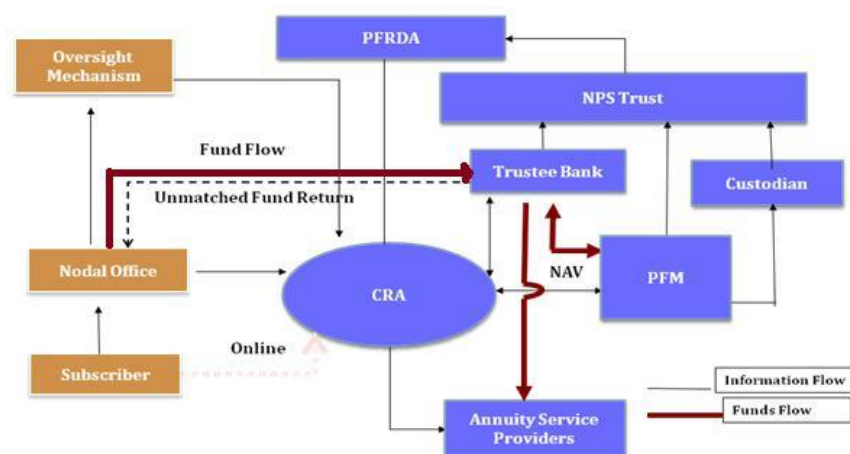 PFRDA
Oversight
Mechanism
NPS Trust
Fund Flow
Trustee Bank
Custodian
Unmatched Fund Return
Nodal Office
NAV
PFM
CRA
Online
Subscriber
Information Flow
Annuity Service
Providers
Funds Flow